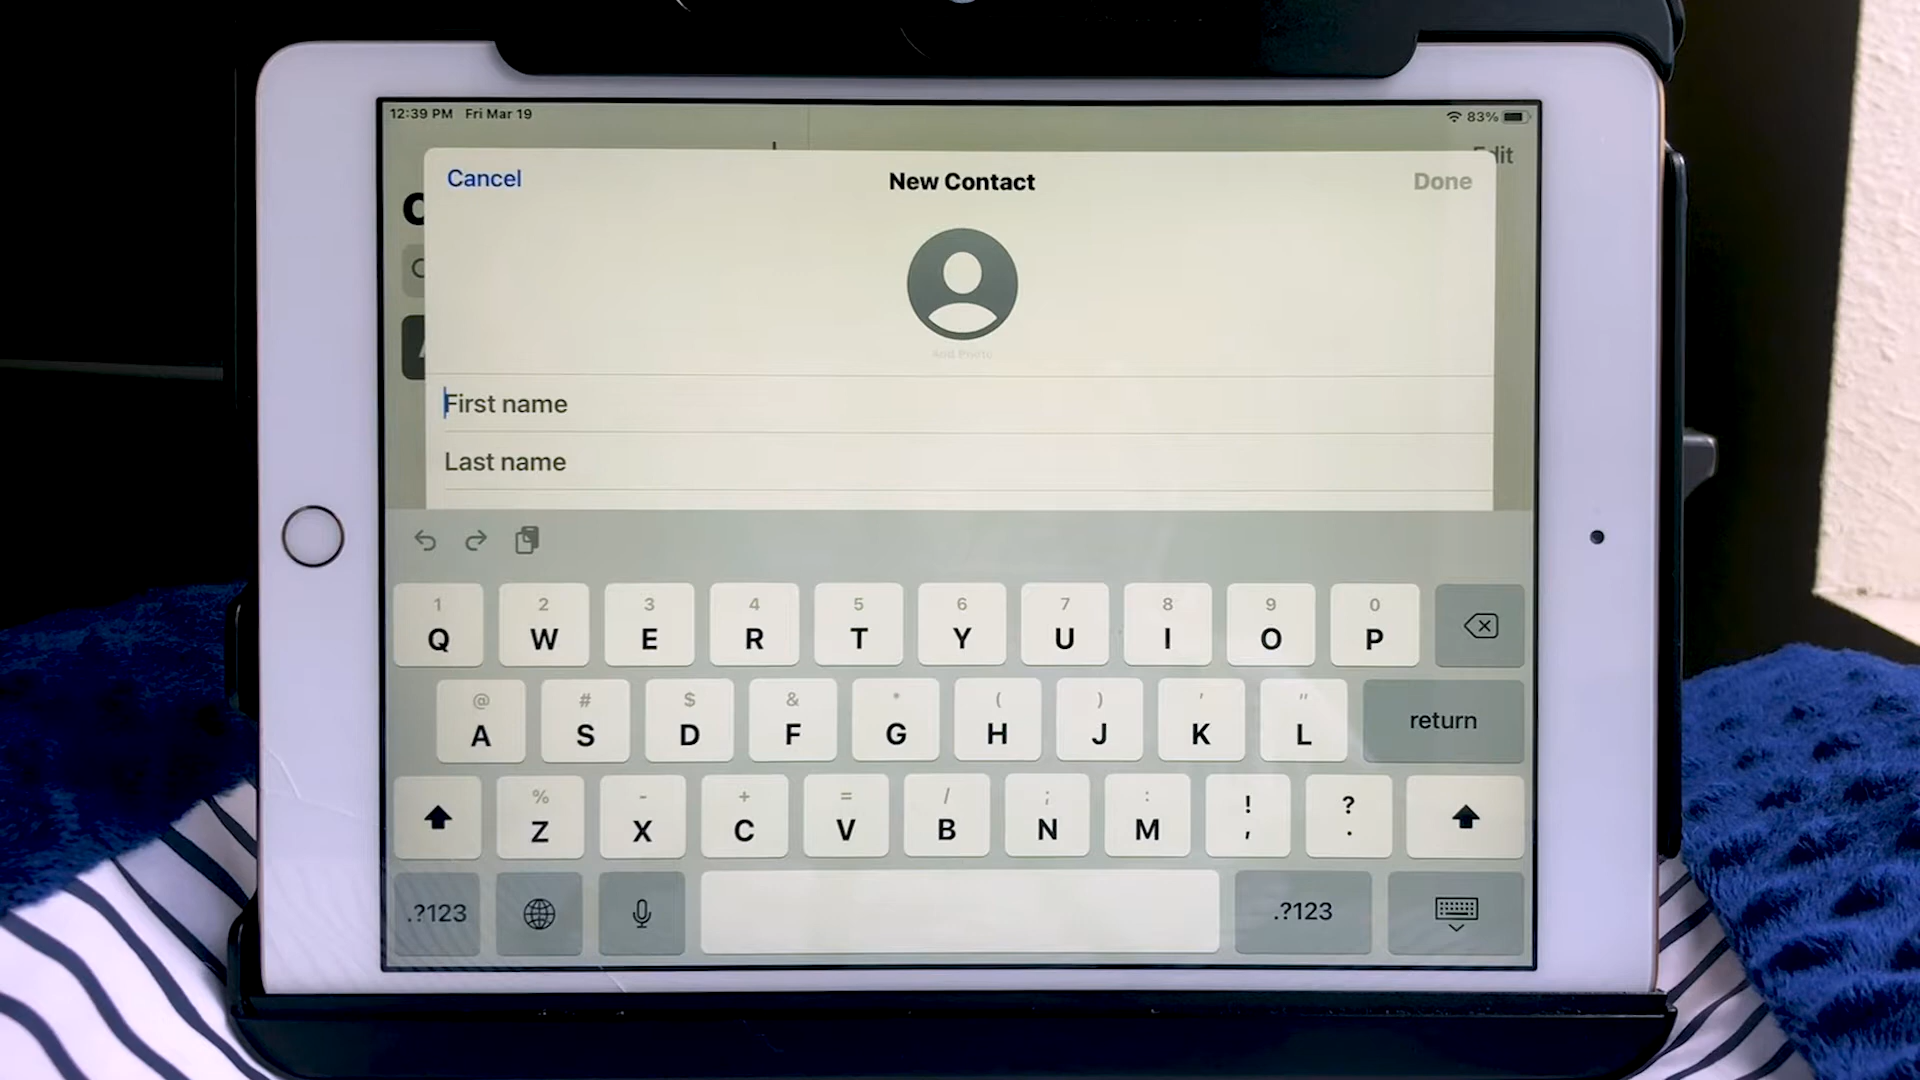 12:39 PM Fri Mar 19
83%
Cancel
New Contact
Done
Add Photo
First name
Last name
1 2 3 4 5 6 7 8 9 0
Q W E R T Y U I O P
@ # $ & * ( ) ' "
A S D F G H J K L return
% - + = / ; : ! ?
Z X C V B N M , .
.?123 .?123